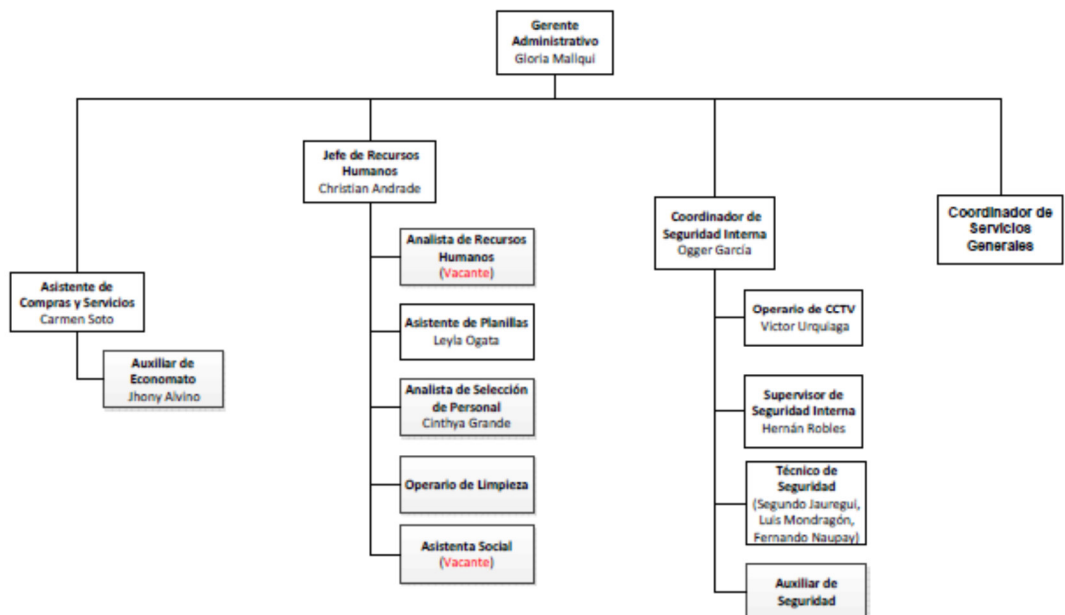 Gerente
Administrativo
Gloria Mallqui
Jefe de Recursos
Humanos
Christian Andrade
Coordinador de
Seguridad Interna
Ogger García
Coordinador de
Servicios
Generales
Asistente de
Compras y Servicios
Carmen Soto
Auxiliar de
Economato
Jhony Alvino
Analista de Recursos
Humanos
(Vacante)
Asistente de Planillas
Leyla Ogata
Analista de Selección
de Personal
Cinthya Grande
Operario de Limpieza
Asistenta Social
(Vacante)
Operario de CCTV
Victor Urquiaga
Supervisor de
Seguridad Interna
Hernán Robles
Técnico de
Seguridad
(Segundo Jauregui,
Luis Mondragón,
Fernando Naupay)
Auxiliar de
Seguridad